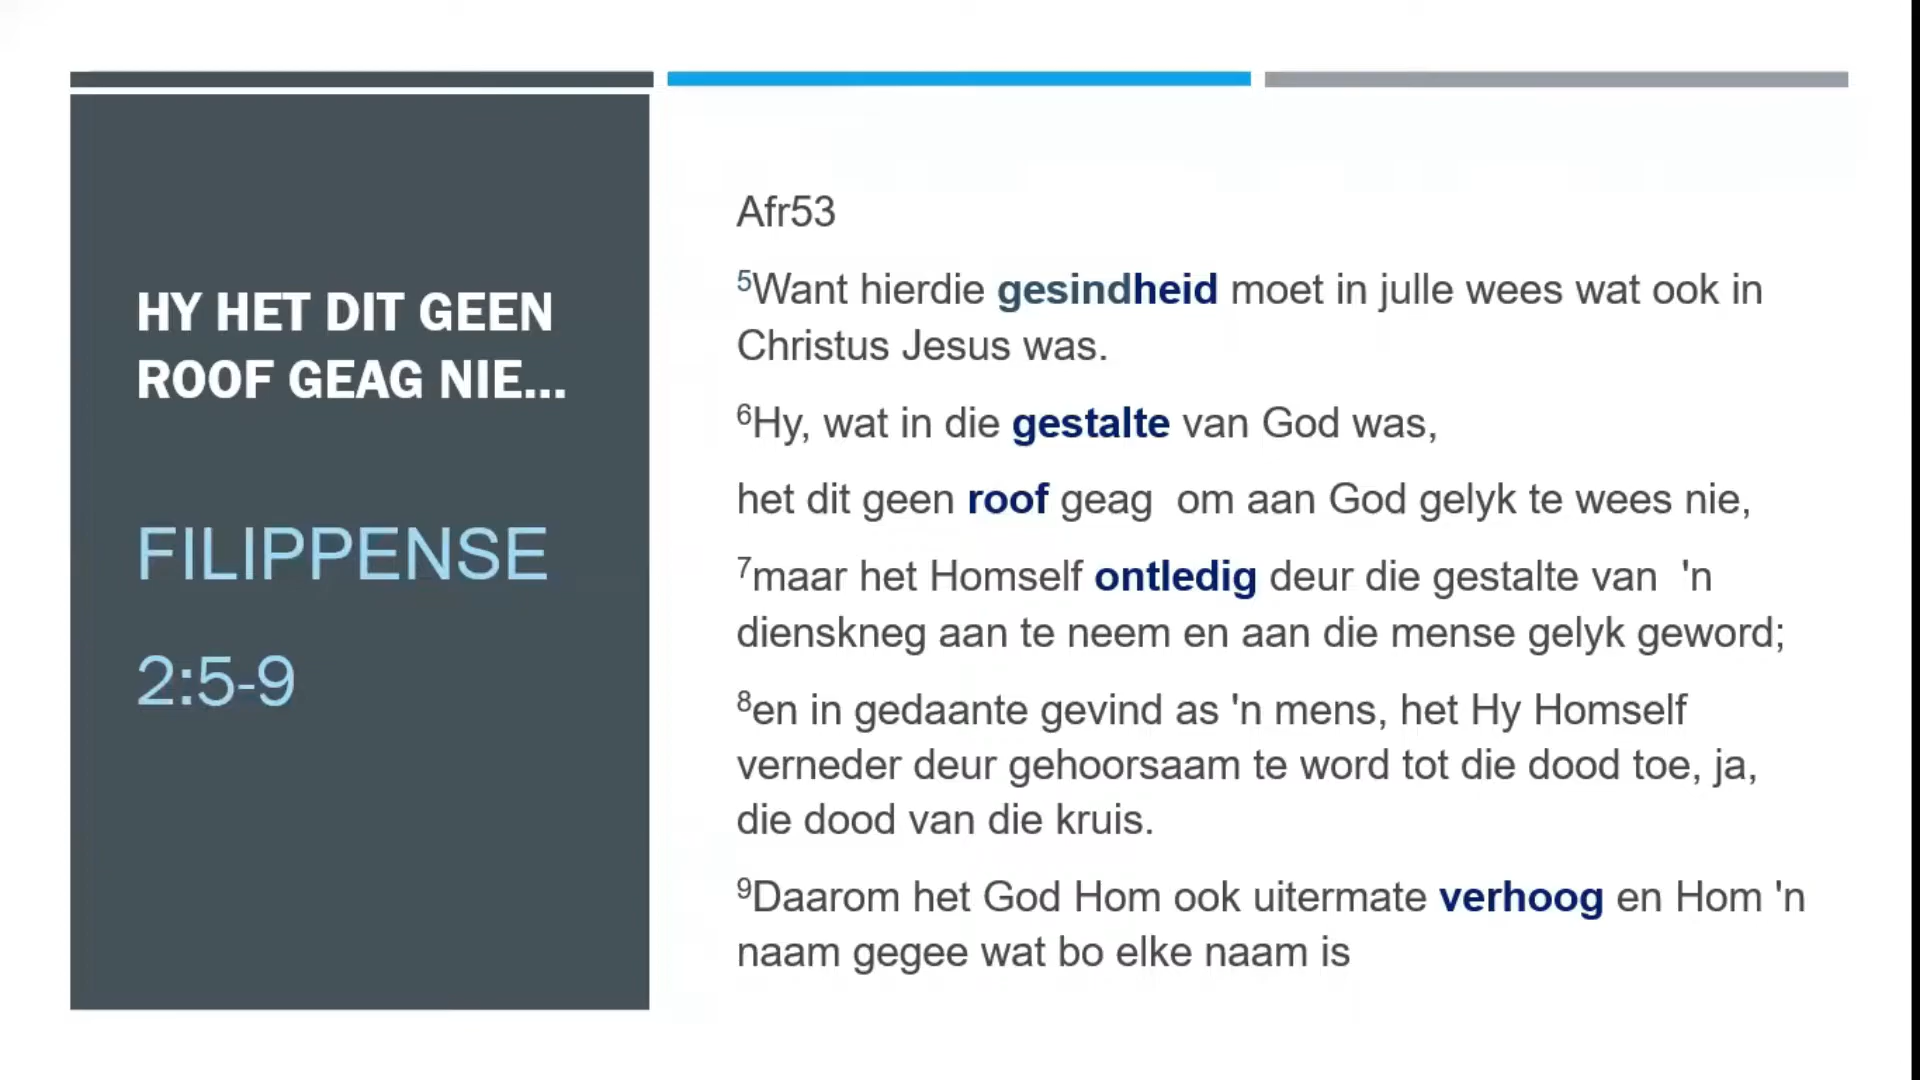 HY HET DIT GEEN
ROOF GEAG NIE...
FILIPPENSE
2:5-9
Afr53
⁵Want hierdie gesindheid moet in julle wees wat ook in
Christus Jesus was.
⁶Hy, wat in die gestalte van God was,
het dit geen roof geag om aan God gelyk te wees nie,
⁷maar het Homself ontledig deur die gestalte van 'n
dienskneg aan te neem en aan die mense gelyk geword;
⁸en in gedaante gevind as 'n mens, het Hy Homself
verneder deur gehoorsaam te word tot die dood toe, ja,
die dood van die kruis.
⁹Daarom het God Hom ook uitermate verhoog en Hom 'n
naam gegee wat bo elke naam is